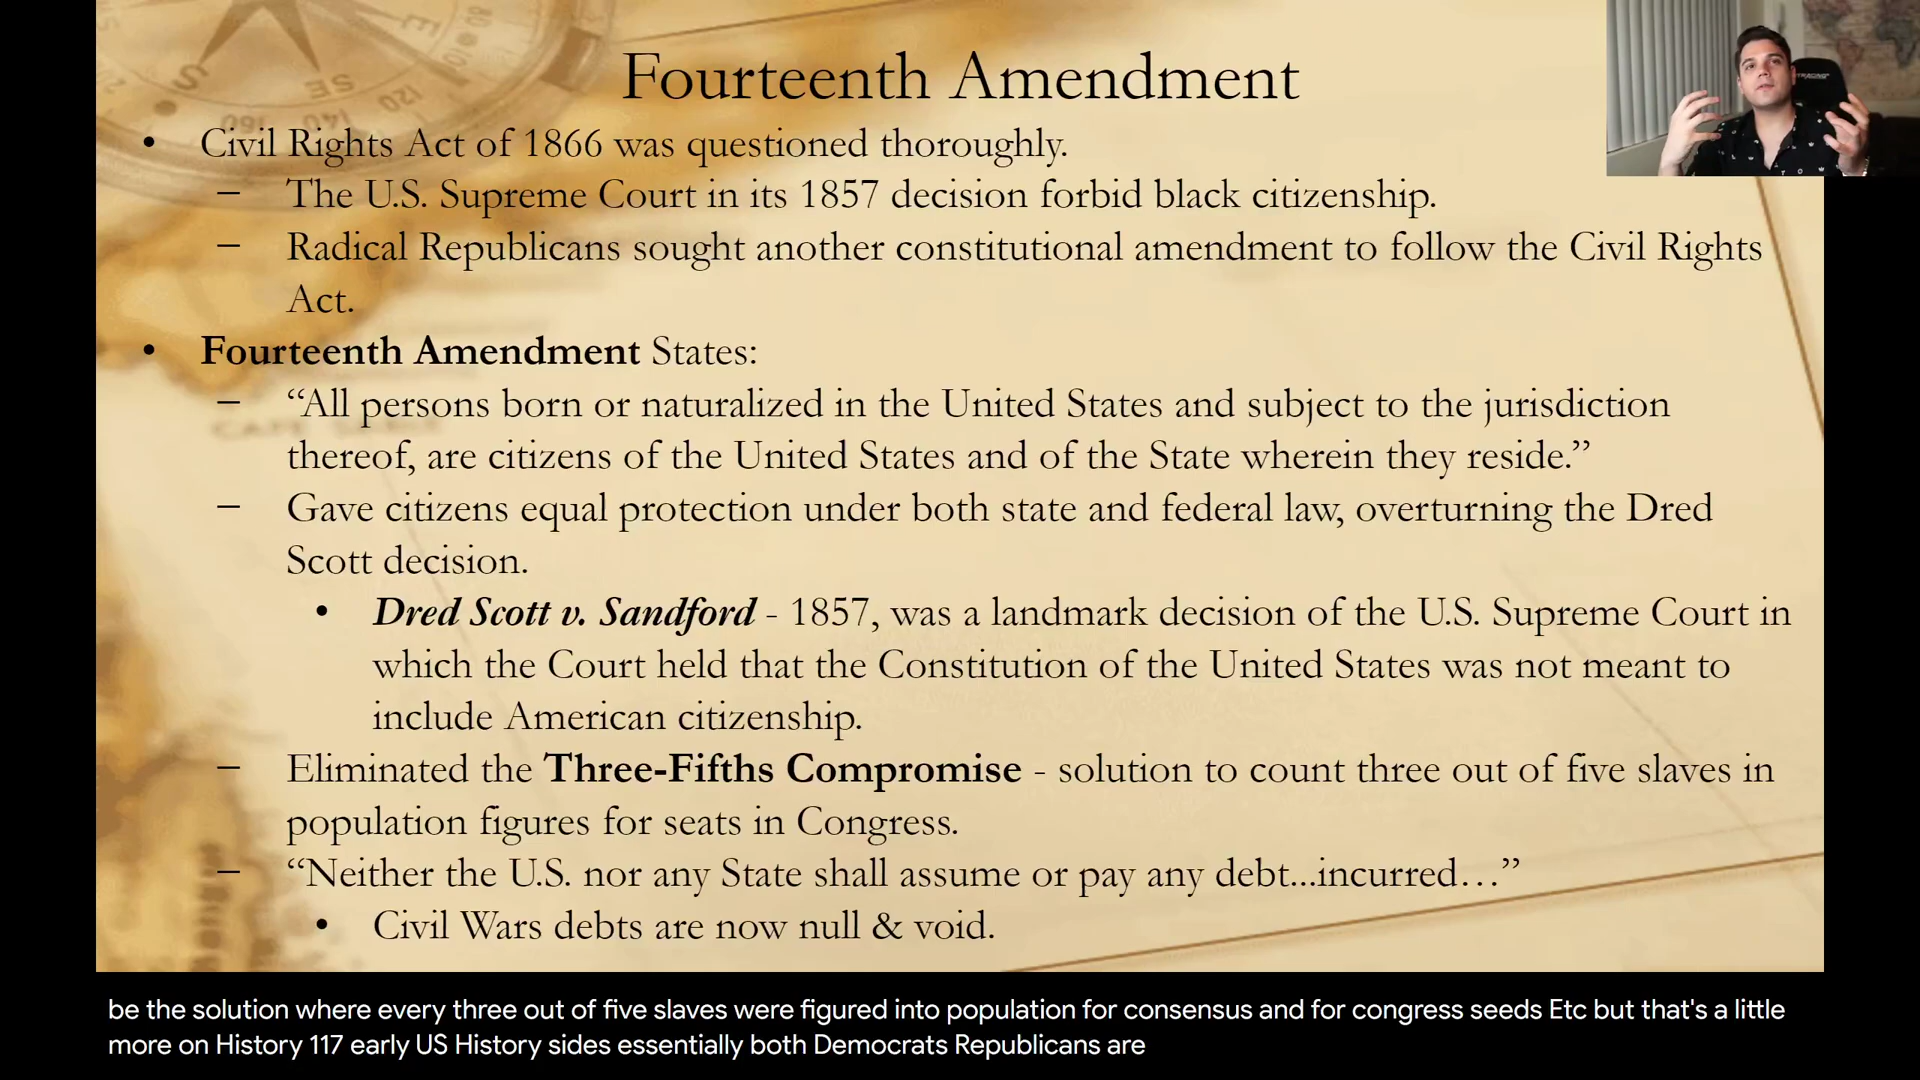 Fourteenth Amendment
• Civil Rights Act of 1866 was questioned thoroughly.
– The U.S. Supreme Court in its 1857 decision forbid black citizenship.
– Radical Republicans sought another constitutional amendment to follow the Civil Rights
Act.
• Fourteenth Amendment States:
– “All persons born or naturalized in the United States and subject to the jurisdiction
thereof, are citizens of the United States and of the State wherein they reside.”
– Gave citizens equal protection under both state and federal law, overturning the Dred
Scott decision.
• Dred Scott v. Sandford - 1857, was a landmark decision of the U.S. Supreme Court in
which the Court held that the Constitution of the United States was not meant to
include American citizenship.
– Eliminated the Three-Fifths Compromise - solution to count three out of five slaves in
population figures for seats in Congress.
– “Neither the U.S. nor any State shall assume or pay any debt...incurred…”
• Civil Wars debts are now null & void.
be the solution where every three out of five slaves were figured into population for consensus and for congress seeds Etc but that's a little
more on History 117 early US History sides essentially both Democrats Republicans are
S
SE
160
140
120
80
E